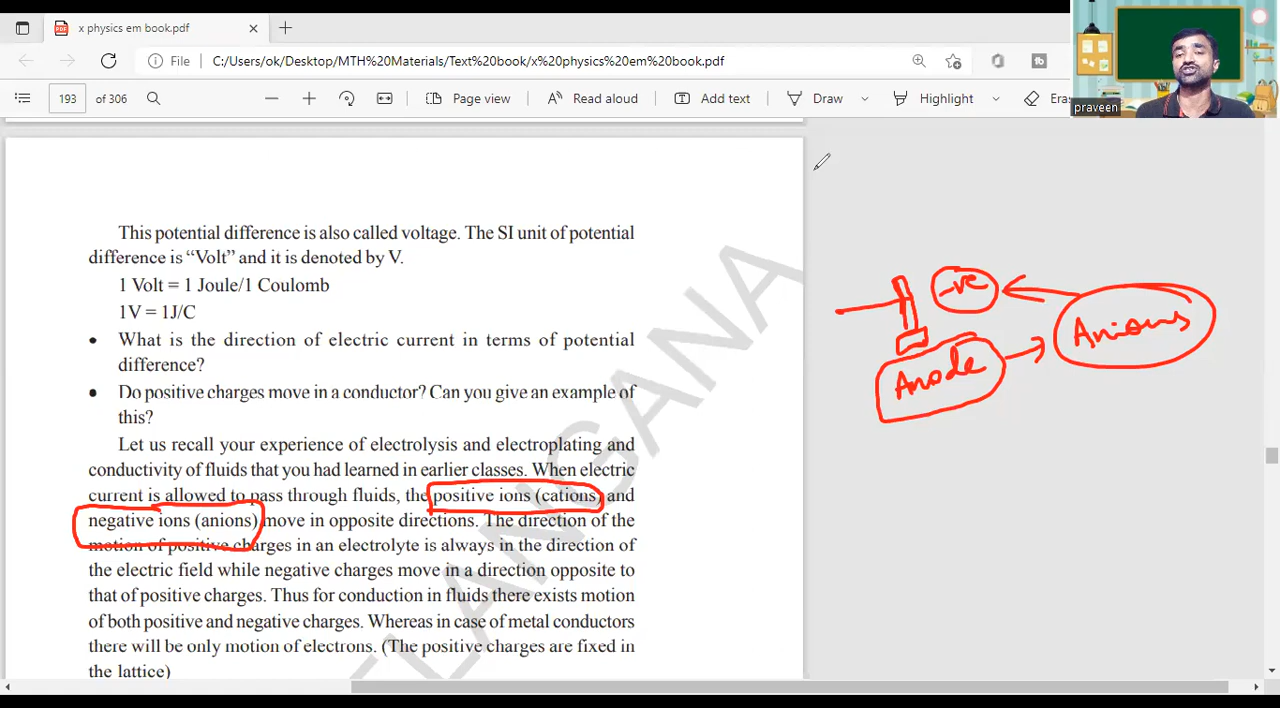 x physics em book.pdf
File
C:/Users/ok/Desktop/MTH%20Materials/Text%20book/x%20physics%20em%20book.pdf
193
of 306
Page view
Read aloud
Add text
Draw
Highlight
Eras
praveen
This potential difference is also called voltage. The SI unit of potential
difference is “Volt” and it is denoted by V.
1 Volt = 1 Joule/1 Coulomb
1V = 1J/C
• What is the direction of electric current in terms of potential
difference?
• Do positive charges move in a conductor? Can you give an example of
this?
Let us recall your experience of electrolysis and electroplating and
conductivity of fluids that you had learned in earlier classes. When electric
current is allowed to pass through fluids, the positive ions (cations) and
negative ions (anions) move in opposite directions. The direction of the
motion of positive charges in an electrolyte is always in the direction of
the electric field while negative charges move in a direction opposite to
that of positive charges. Thus for conduction in fluids there exists motion
of both positive and negative charges. Whereas in case of metal conductors
there will be only motion of electrons. (The positive charges are fixed in
the lattice)
ELANGANA
-ve
Anions
Anode